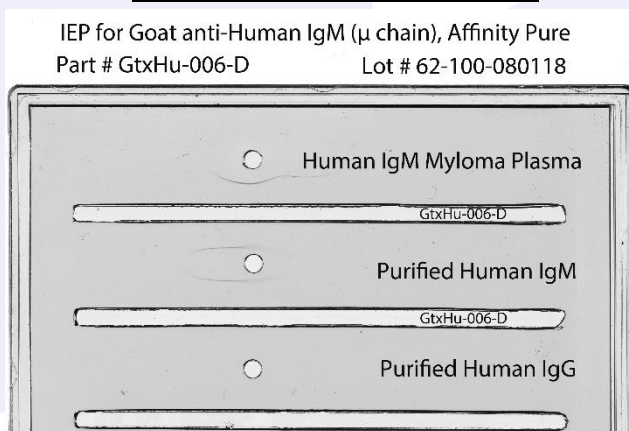 IEP for Goat anti-Human IgM (µ chain), Affinity Pure
Part # GtxHu-006-D Lot # 62-100-080118
Human IgM Myloma Plasma
GtxHu-006-D
Purified Human IgM
GtxHu-006-D
Purified Human IgG